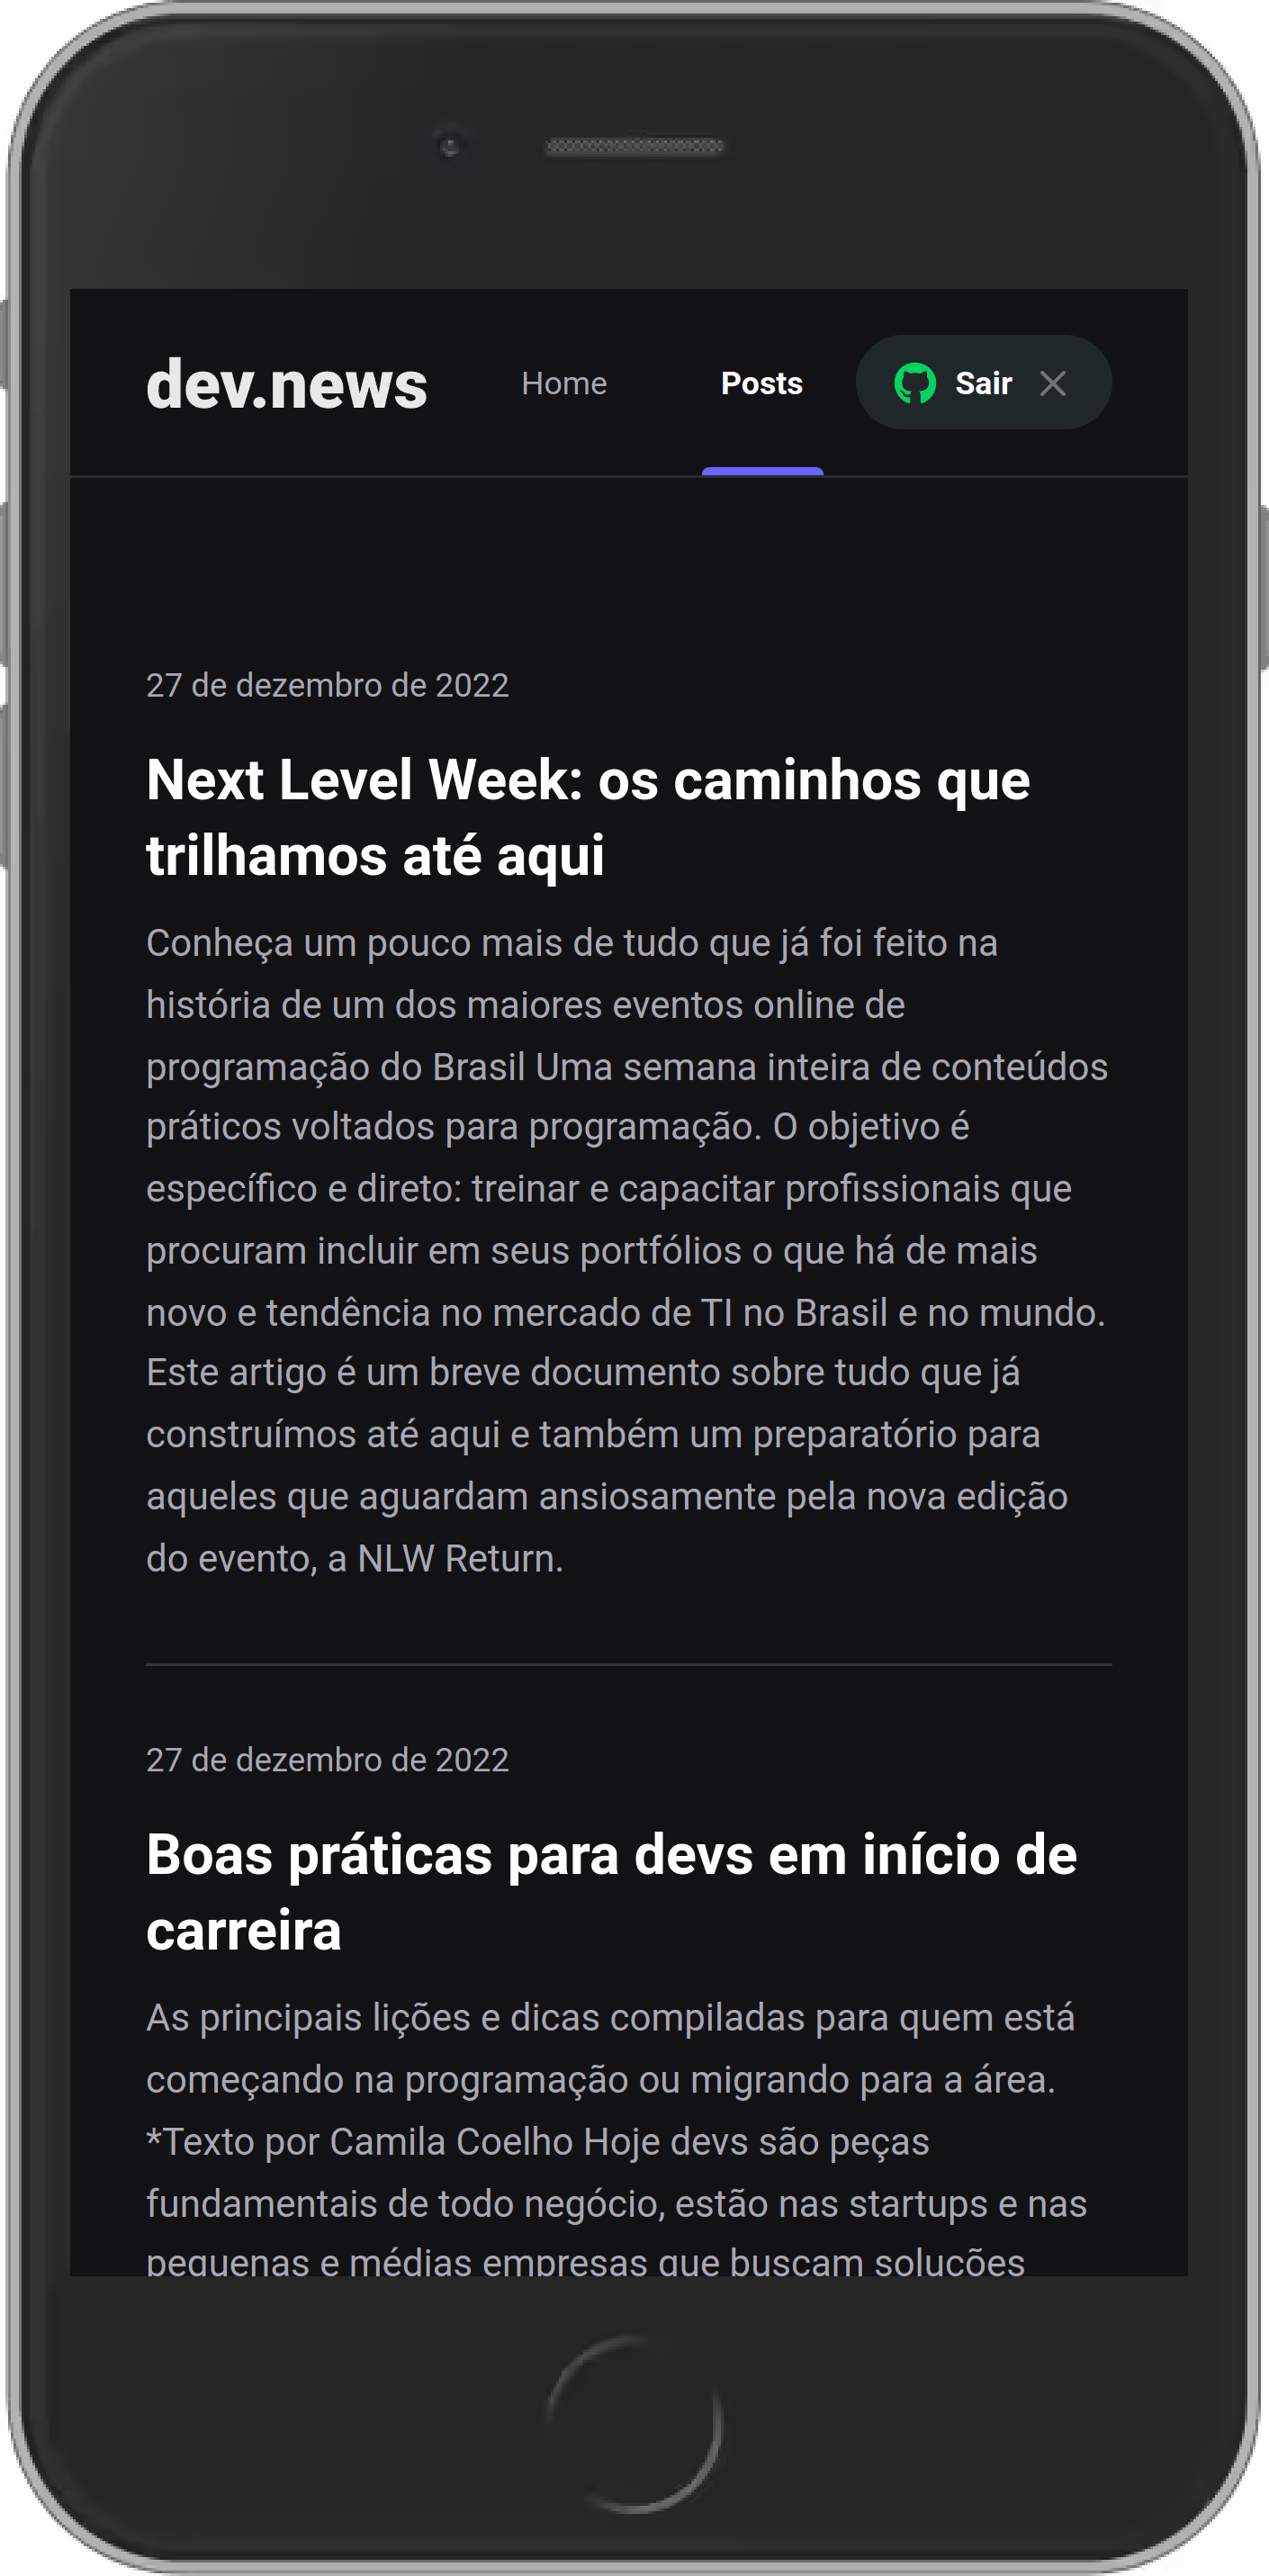 dev.news Home Posts Sair
27 de dezembro de 2022
Next Level Week: os caminhos que
trilhamos até aqui
Conheça um pouco mais de tudo que já foi feito na
história de um dos maiores eventos online de
programação do Brasil Uma semana inteira de conteúdos
práticos voltados para programação. O objetivo é
específico e direto: treinar e capacitar profissionais que
procuram incluir em seus portfólios o que há de mais
novo e tendência no mercado de TI no Brasil e no mundo.
Este artigo é um breve documento sobre tudo que já
construímos até aqui e também um preparatório para
aqueles que aguardam ansiosamente pela nova edição
do evento, a NLW Return.
27 de dezembro de 2022
Boas práticas para devs em início de
carreira
As principais lições e dicas compiladas para quem está
começando na programação ou migrando para a área.
*Texto por Camila Coelho Hoje devs são peças
fundamentais de todo negócio, estão nas startups e nas
pequenas e médias empresas que buscam soluções